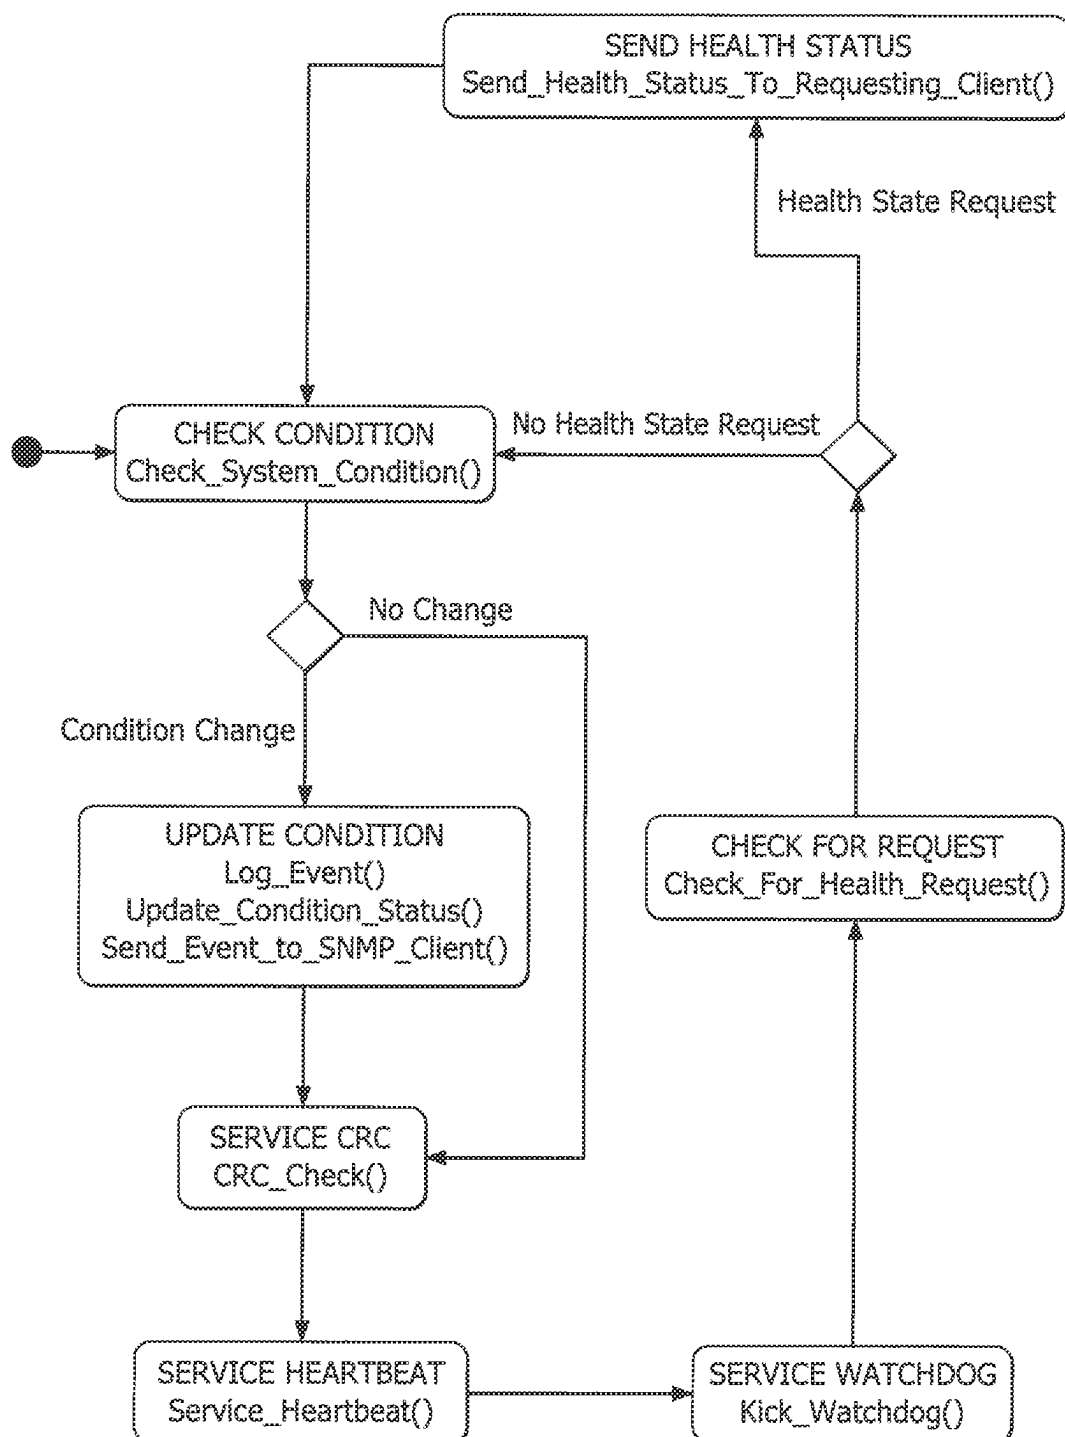 SEND HEALTH STATUS
Send_Health_Status_To_Requesting_Client()
Health State Request
CHECK CONDITION
Check_System_Condition()
No Health State Request
No Change
Condition Change
UPDATE CONDITION
Log_Event()
Update_Condition_Status()
Send_Event_to_SNMP_Client()
CHECK FOR REQUEST
Check_For_Health_Request()
SERVICE CRC
CRC_Check()
SERVICE HEARTBEAT
Service_Heartbeat()
SERVICE WATCHDOG
Kick_Watchdog()